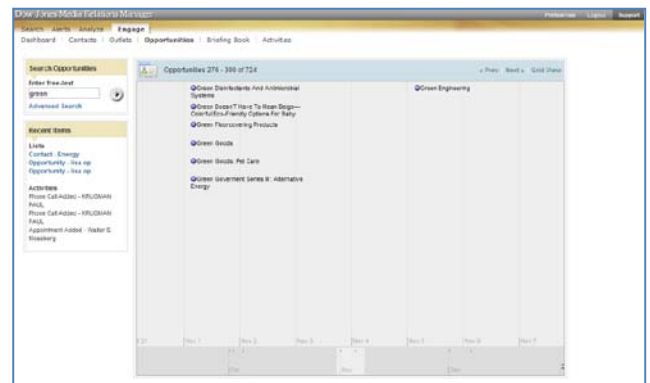 Dow Jones Media Relations Manager
Preferences Logout Support
Search Alerts Analyze Engage
Dashboard Contacts Outlets Opportunities Briefing Book Activities
Search Opportunities
Enter free-text
green
Advanced Search
Recent Items
Lists
Contact : Energy
Activities
Phone Call Added - KRUGMAN
PAUL
Phone Call Added - KRUGMAN
PAUL
Appointment Added - Walter S.
Mossberg
Opportunities 276 - 300 of 724
« Prev Next » Grid View
Green Disinfectants And Antimicrobial
Systems
Green Doesn'T Have To Mean Beige—
Colorful Eco-Friendly Options For Baby
Green Floorcovering Products
Green Goods
Green Goods: Pet Care
Green Goverment Series III: Alternative
Energy
Green Engineering
Nov 1 Nov 2 Nov 3 Nov 4 Nov 5 Nov 6 Nov 7
Oct Nov Dec